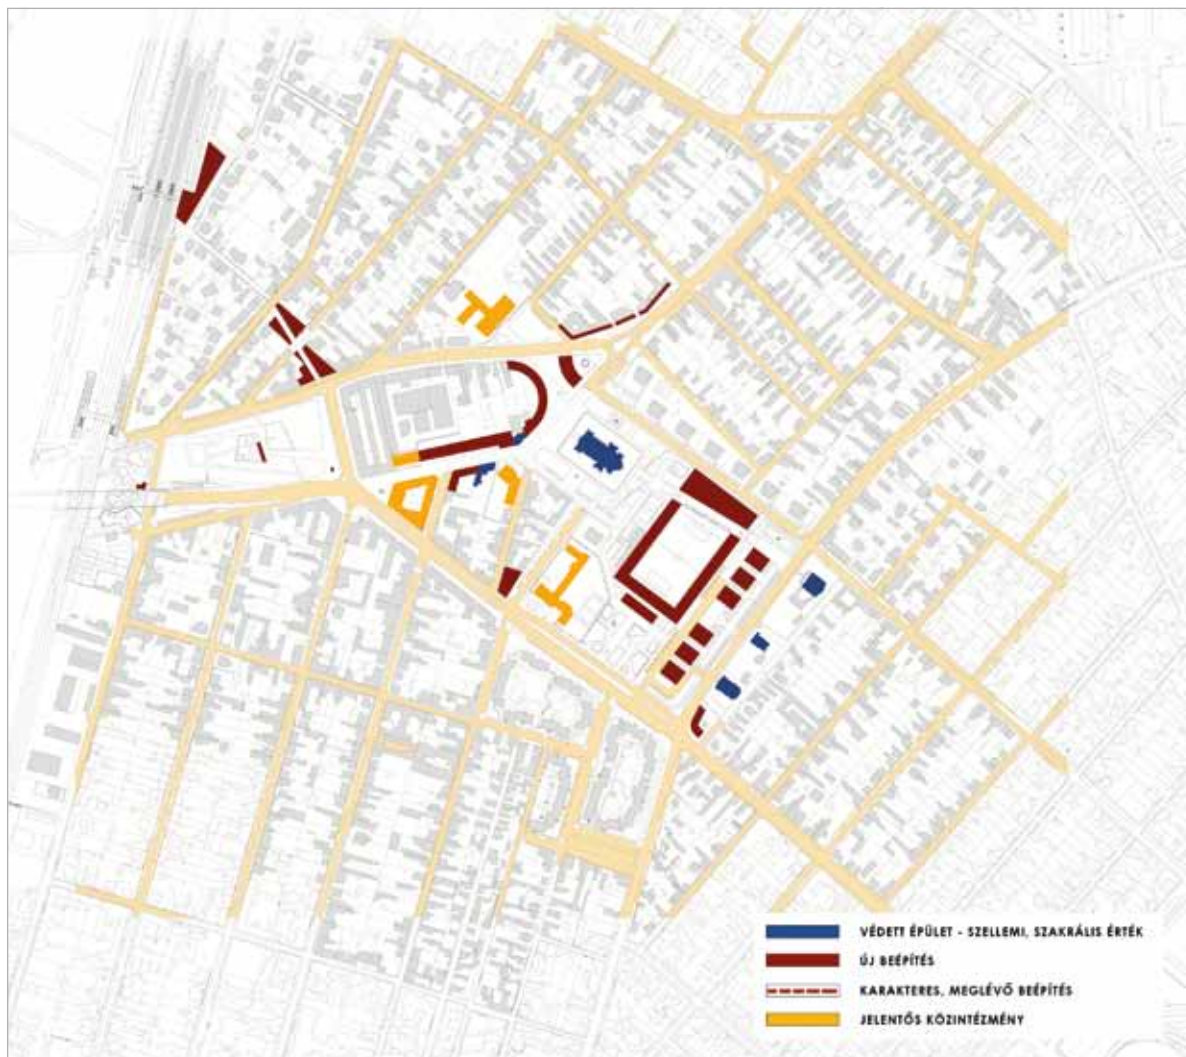 VÉDETT ÉPÜLET - SZELLEMI, SZAKRÁLIS ÉRTÉK
ÚJ BEÉPÍTÉS
KARAKTERES, MEGLÉVŐ BEÉPÍTÉS
JELENTŐS KÖZINTÉZMÉNY